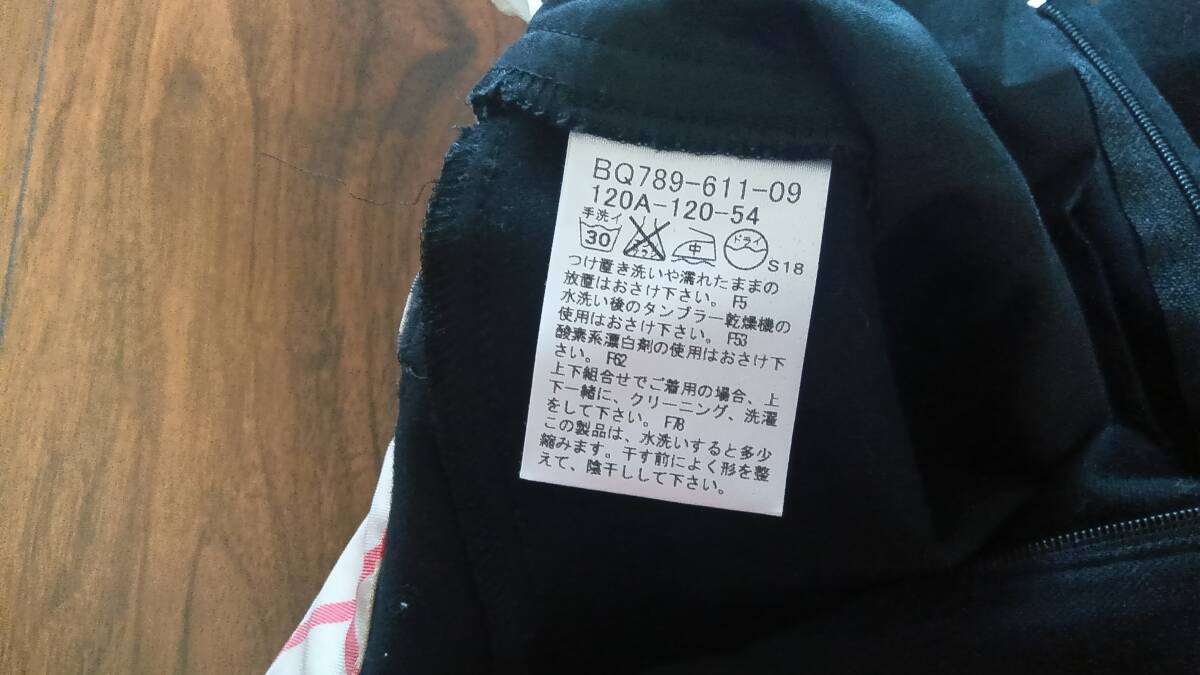 BQ789-611-09
120A-120-54
手洗イ
30
エンソサラシ
中
ドライ
S18
つけ置き洗いや濡れたままの
放置はおさけ下さい。 F5
水洗い後のタンブラー乾燥機の
使用はおさけ下さい。 F53
酸素系漂白剤の使用はおさけ下
さい。 F62
上下組合せでご着用の場合、上
下一緒に、クリーニング、洗濯
をして下さい。 F78
この製品は、水洗いすると多少
縮みます。干す前によく形を整
えて、陰干しして下さい。